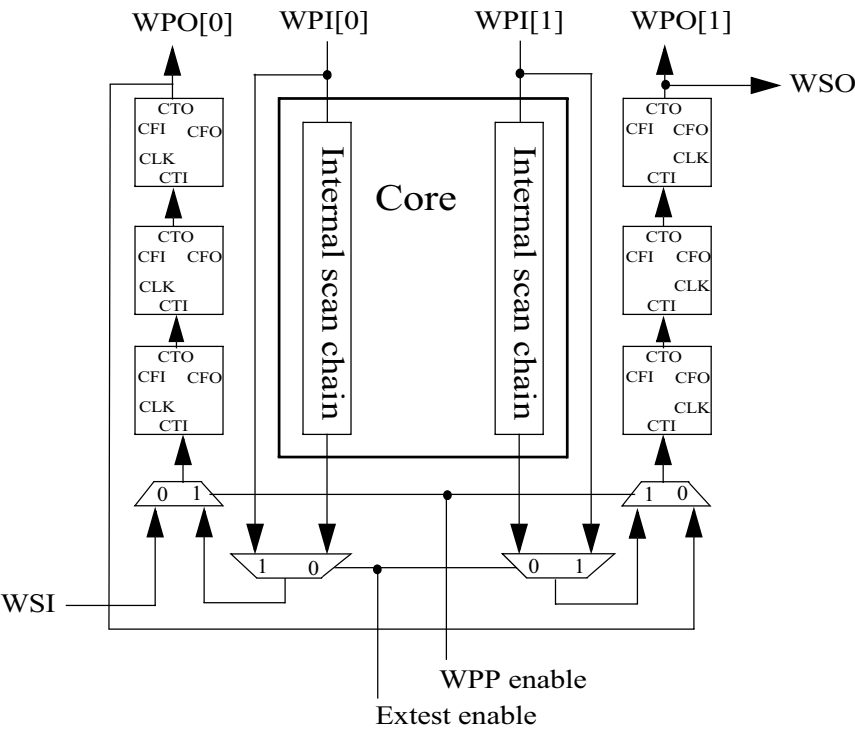 WPO[0] WPI[0] WPI[1] WPO[1]
WSO
CTO
CFI CFO
CLK
CTI
CTO
CFI CFO
CLK
CTI
CTO
CFI CFO
CLK
CTI
Internal scan chain
Core
Internal scan chain
CTO
CFI CFO
CLK
CTI
CTO
CFI CFO
CLK
CTI
CTO
CFI CFO
CLK
CTI
0 1
1 0
1 0
0 1
WSI
WPP enable
Extest enable